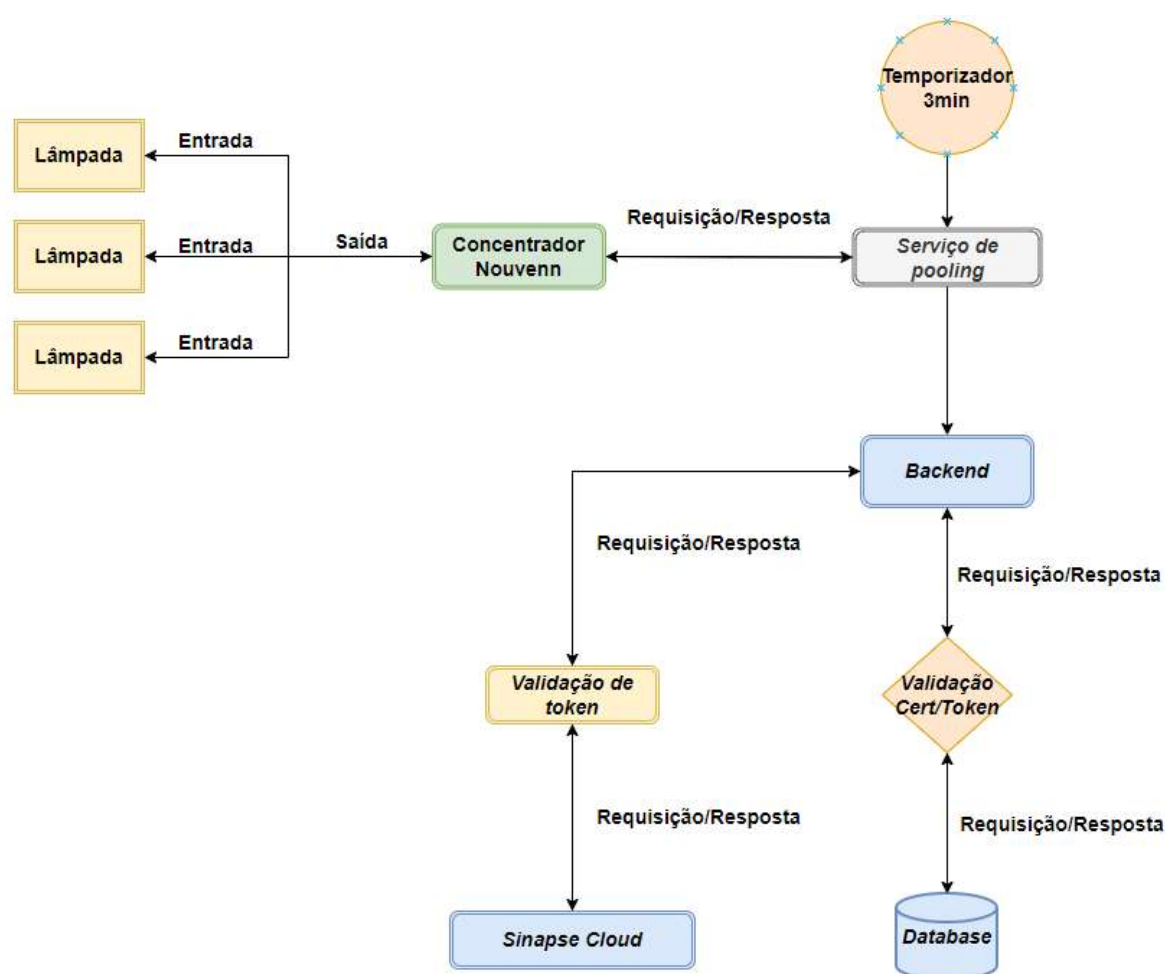 Temporizador
3min
Lâmpada
Entrada
Lâmpada
Entrada
Lâmpada
Entrada
Saída
Concentrador
Nouvenn
Requisição/Resposta
Serviço de
pooling
Backend
Requisição/Resposta
Requisição/Resposta
Validação de
token
Validação
Cert/Token
Requisição/Resposta
Requisição/Resposta
Sinapse Cloud
Database